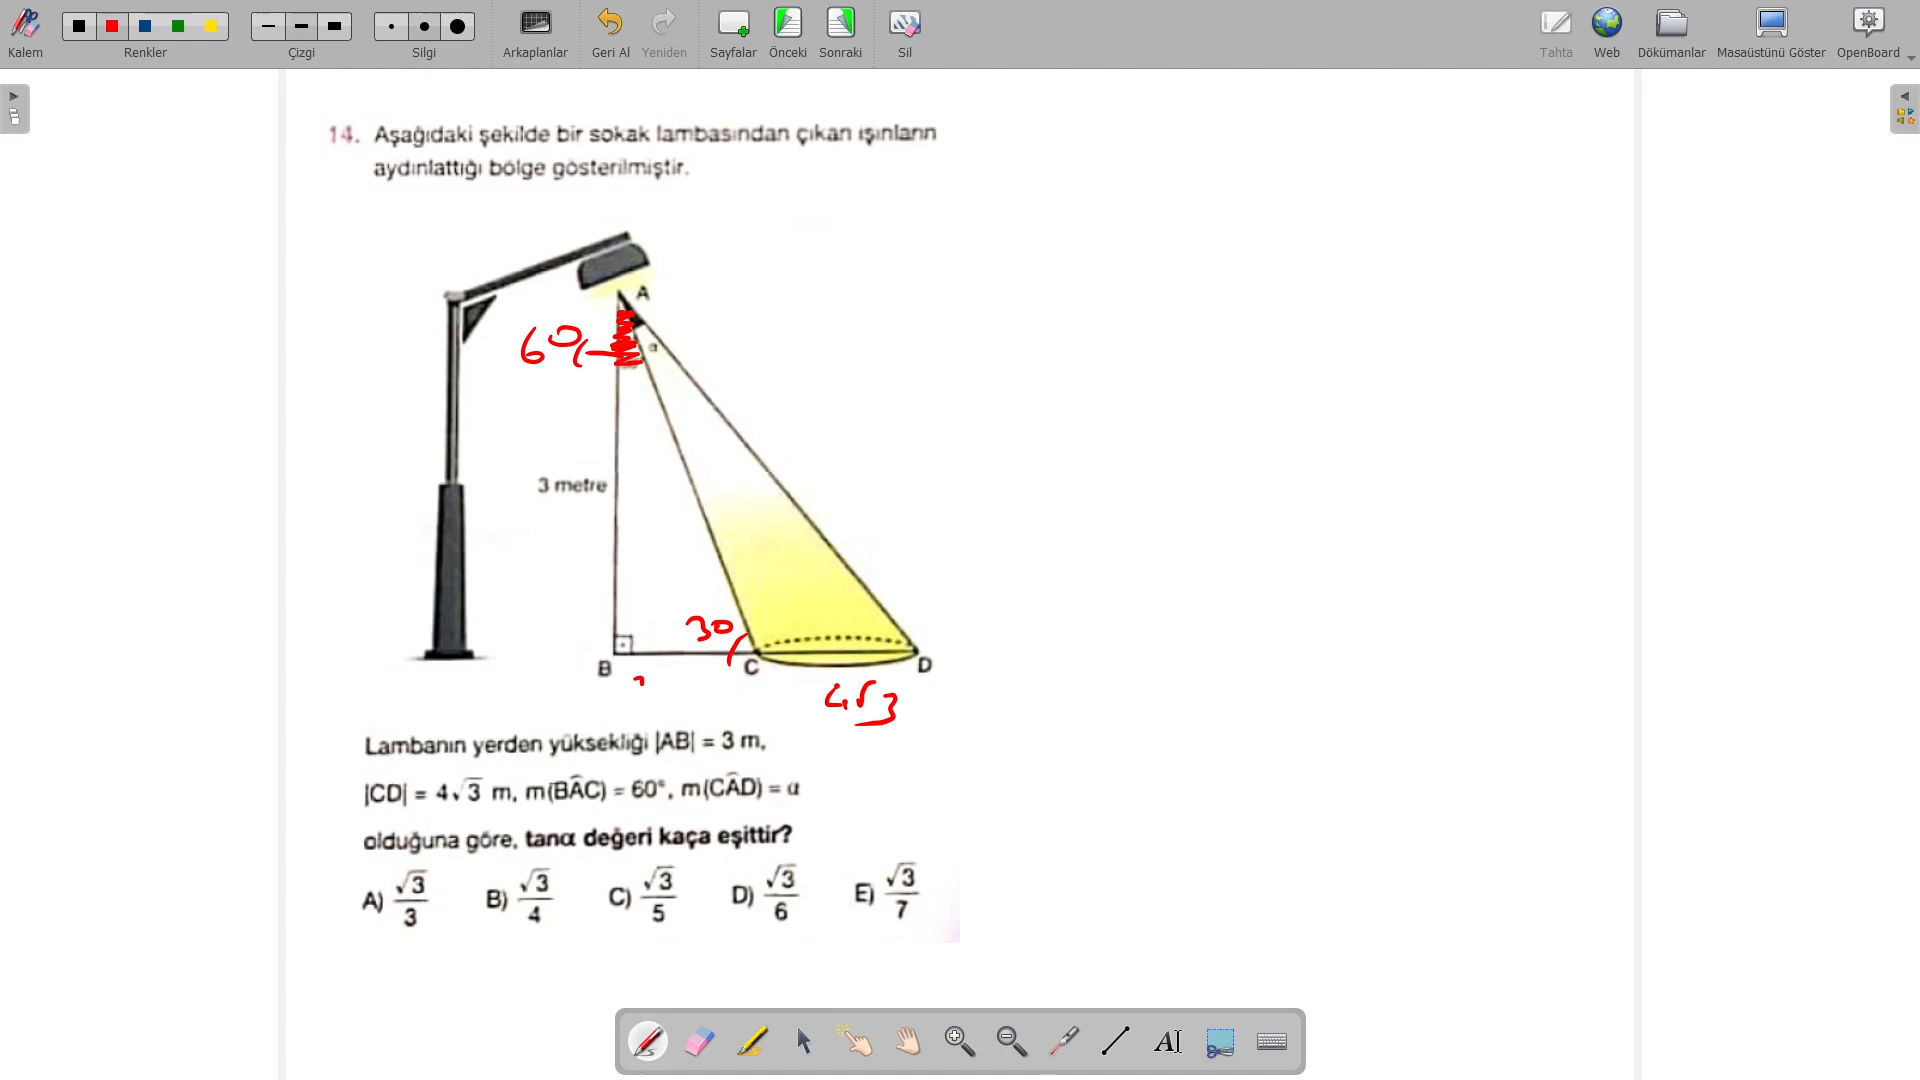 Kalem Renkler Çizgi Silgi Arkaplanlar Geri Al Yeniden Sayfalar Önceki Sonraki Sil Tahta Web Dökümanlar Masaüstünü Göster OpenBoard
14. Aşağıdaki şekilde bir sokak lambasından çıkan ışınların
aydınlattığı bölge gösterilmiştir.
A
60
α
3 metre
30
B
C
D
4√3
Lambanın yerden yüksekliği |AB| = 3 m,
|CD| = 4√3 m, m(BÂC) = 60°, m(CÂD) = α
olduğuna göre, tanα değeri kaça eşittir?
A) √3/3 B) √3/4 C) √3/5 D) √3/6 E) √3/7